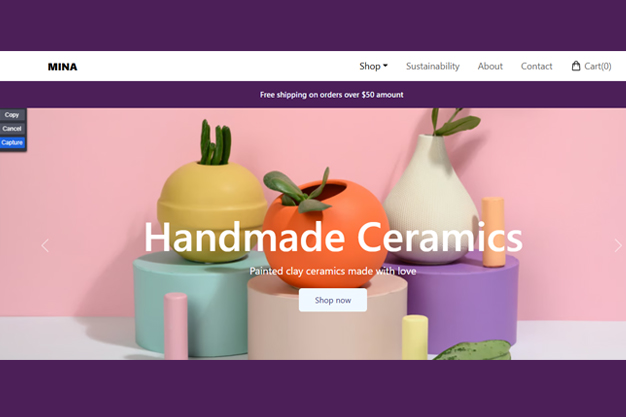 MINA
Shop
Sustainability
About
Contact
Cart(0)
Free shipping on orders over $50 amount
Copy
Cancel
Capture
Handmade Ceramics
Painted clay ceramics made with love
Shop now